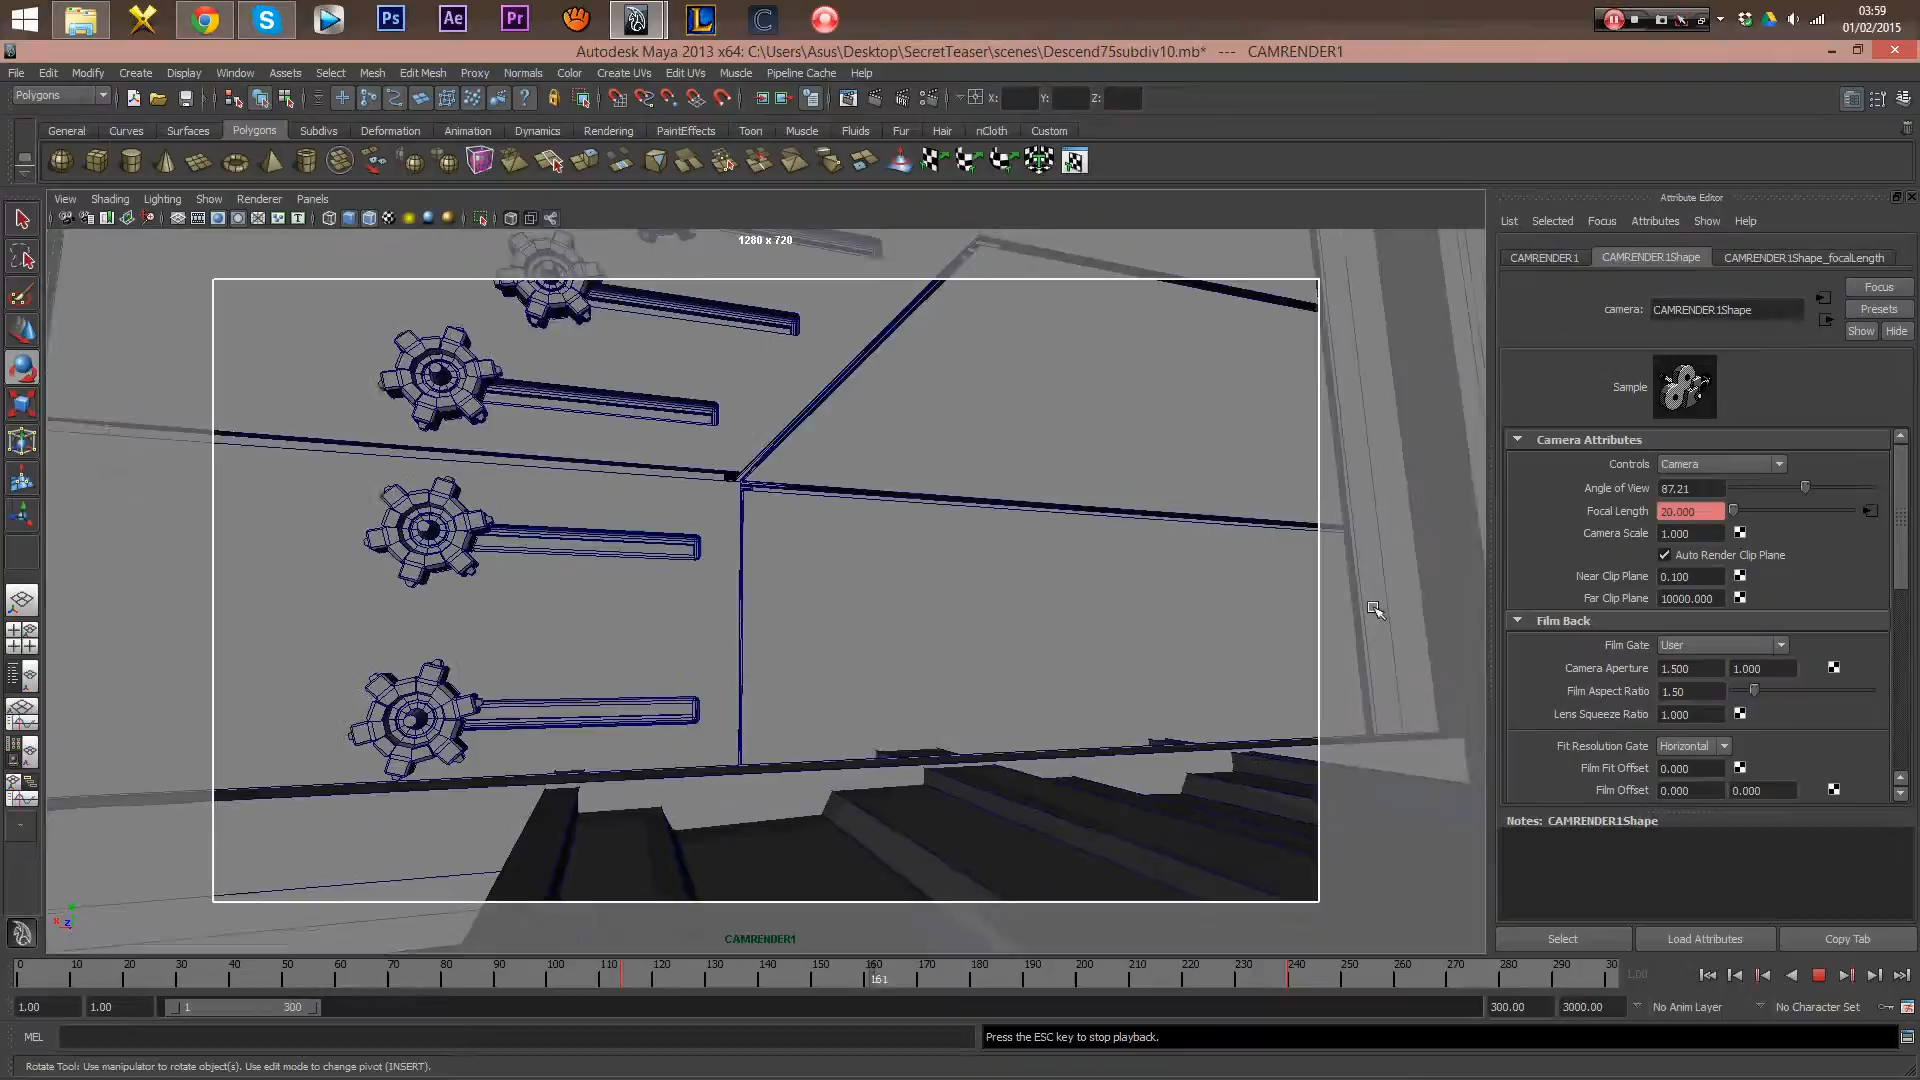 Ps
Ae
Pr
03:59
01/02/2015
Autodesk Maya 2013 x64: C:\Users\Asus\Desktop\SecretTeaser\scenes\Descend75subdiv10.mb* --- CAMRENDER1
File Edit Modify Create Display Window Assets Select Mesh Edit Mesh Proxy Normals Color Create UVs Edit UVs Muscle Pipeline Cache Help
Polygons
X: Y: Z:
General Curves Surfaces Polygons Subdivs Deformation Animation Dynamics Rendering PaintEffects Toon Muscle Fluids Fur Hair nCloth Custom
View Shading Lighting Show Renderer Panels
1280 x 720
CAMRENDER1
Attribute Editor
List Selected Focus Attributes Show Help
CAMRENDER1 CAMRENDER1Shape CAMRENDER1Shape_focalLength
camera: CAMRENDER1Shape
Focus
Presets
Show Hide
Sample
Camera Attributes
Controls Camera
Angle of View 87.21
Focal Length 20.000
Camera Scale 1.000
Auto Render Clip Plane
Near Clip Plane 0.100
Far Clip Plane 10000.000
Film Back
Film Gate User
Camera Aperture 1.500 1.000
Film Aspect Ratio 1.50
Lens Squeeze Ratio 1.000
Fit Resolution Gate Horizontal
Film Fit Offset 0.000
Film Offset 0.000 0.000
Notes: CAMRENDER1Shape
Select Load Attributes Copy Tab
0 10 20 30 40 50 60 70 80 90 100 110 120 130 140 150 160 170 180 190 200 210 220 230 240 250 260 270 280 290 30
161
1.00
1.00 1.00 1 300 300.00 3000.00 No Anim Layer No Character Set
MEL
Press the ESC key to stop playback.
Rotate Tool: Use manipulator to rotate object(s). Use edit mode to change pivot (INSERT).